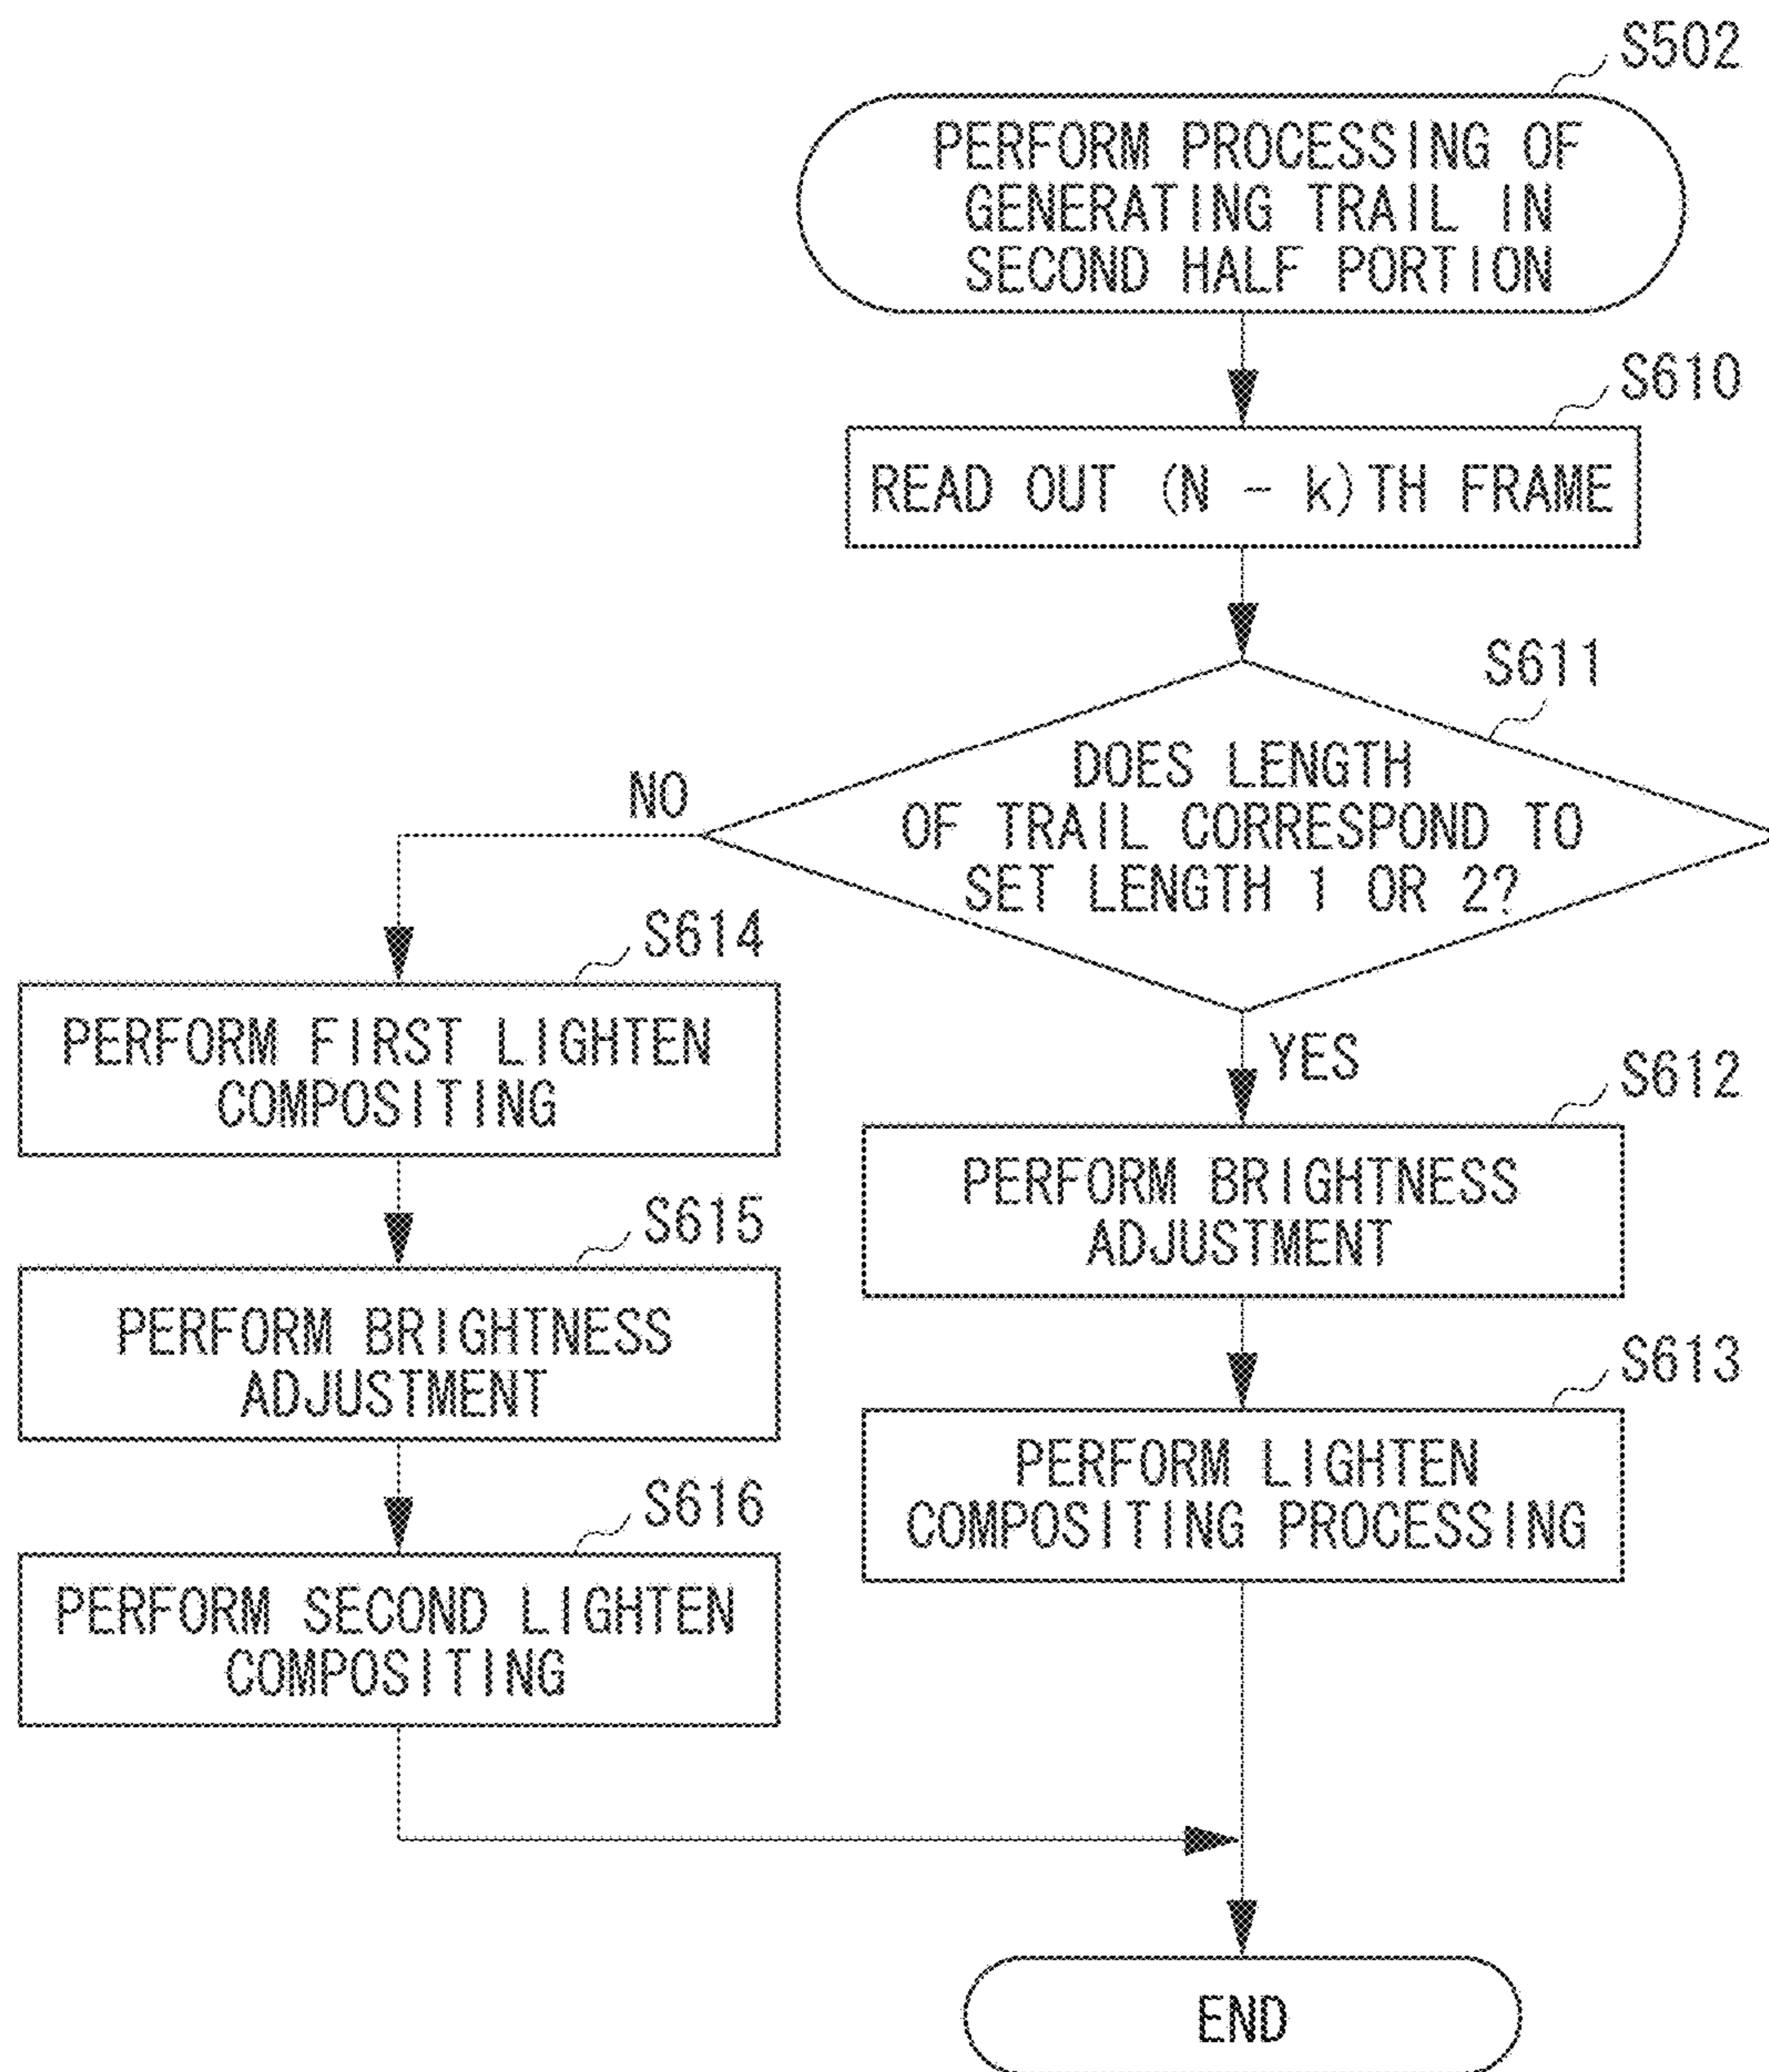 S502
PERFORM PROCESSING OF
GENERATING TRAIL IN
SECOND HALF PORTION
S610
READ OUT (N - k)TH FRAME
S611
DOES LENGTH
OF TRAIL CORRESPOND TO
SET LENGTH 1 OR 2?
NO
YES
S614
PERFORM FIRST LIGHTEN
COMPOSITING
S612
PERFORM BRIGHTNESS
ADJUSTMENT
S615
PERFORM BRIGHTNESS
ADJUSTMENT
S613
PERFORM LIGHTEN
COMPOSITING PROCESSING
S616
PERFORM SECOND LIGHTEN
COMPOSITING
END